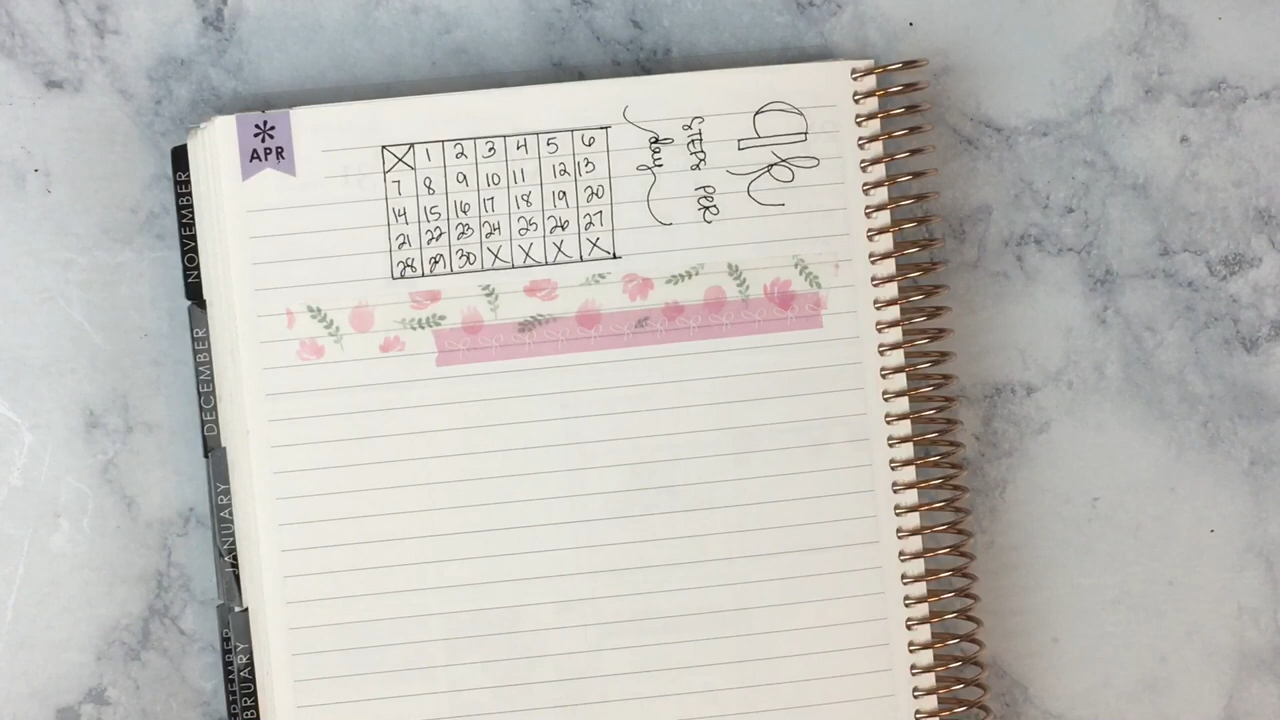 * APR
X 1 2 3 4 5 6
7 8 9 10 11 12 13
14 15 16 17 18 19 20
21 22 23 24 25 26 27
28 29 30 X X X X
STEPS PER
day
NOVEMBER
DECEMBER
JANUARY